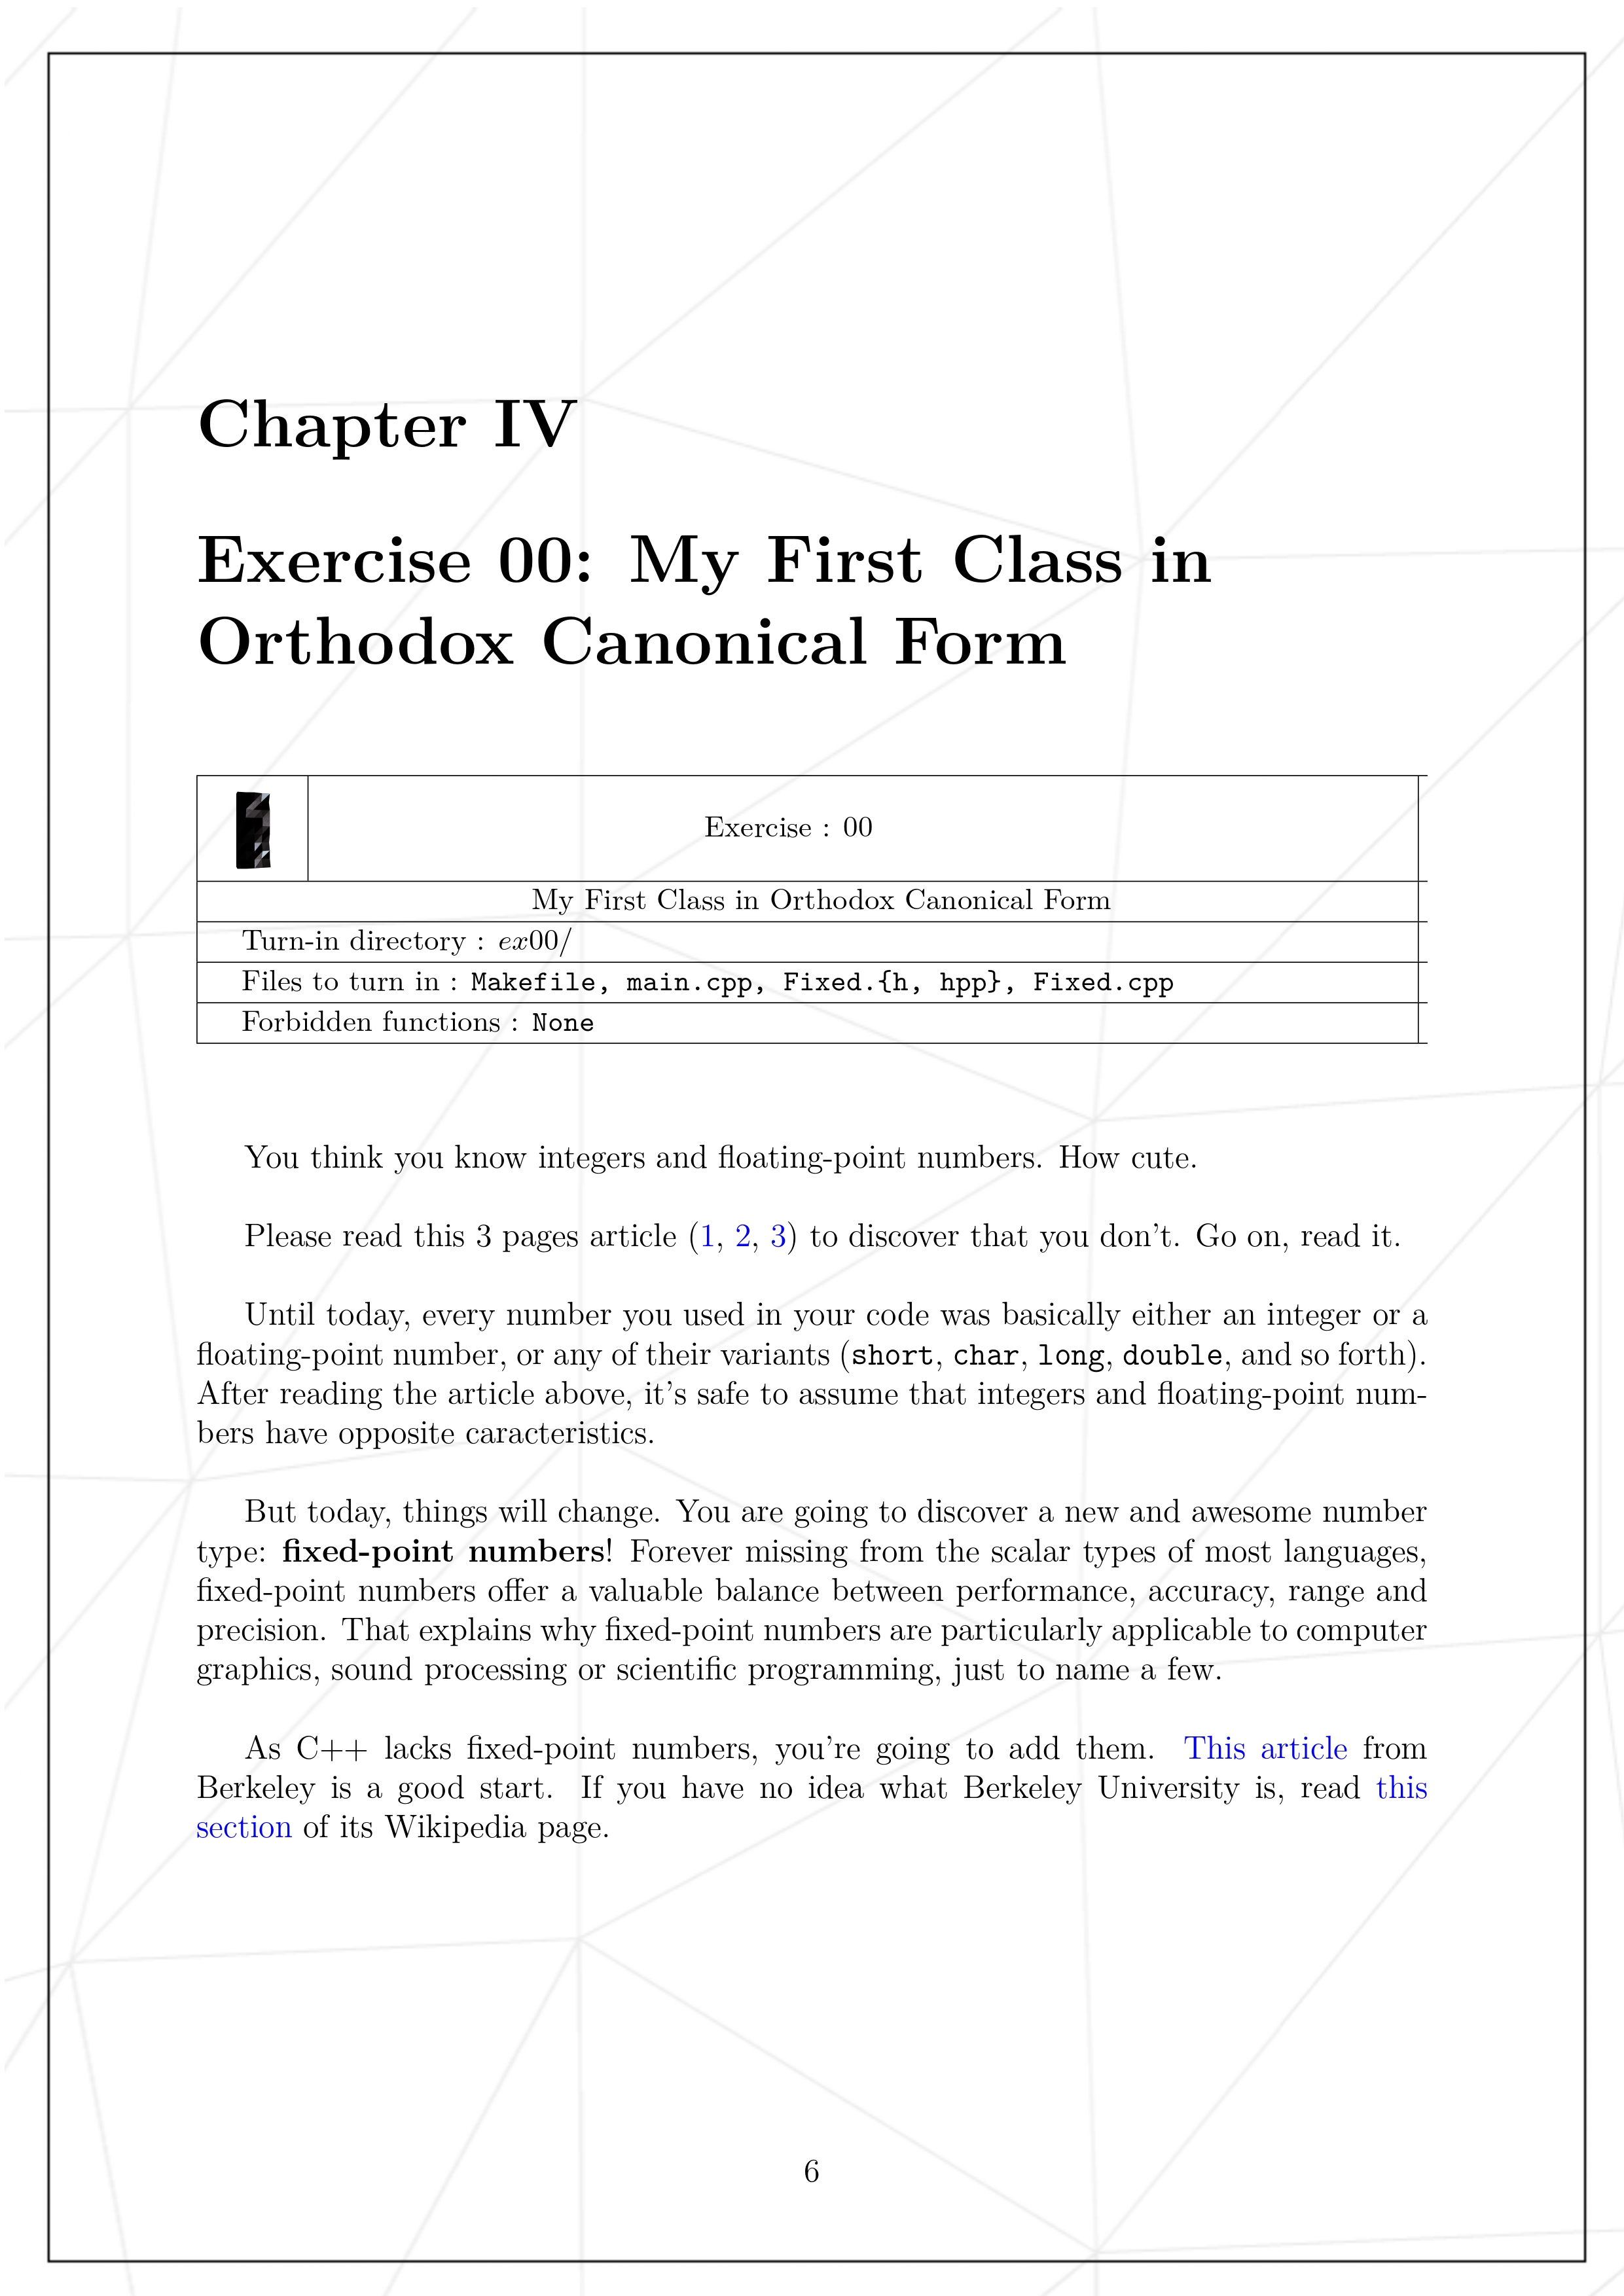 Chapter IV
Exercise 00: My First Class in
Orthodox Canonical Form
Exercise : 00
My First Class in Orthodox Canonical Form
Turn-in directory : ex00/
Files to turn in : Makefile, main.cpp, Fixed.{h, hpp}, Fixed.cpp
Forbidden functions : None
You think you know integers and floating-point numbers. How cute.
Please read this 3 pages article (1, 2, 3) to discover that you don't. Go on, read it.
Until today, every number you used in your code was basically either an integer or a
floating-point number, or any of their variants (short, char, long, double, and so forth).
After reading the article above, it's safe to assume that integers and floating-point num-
bers have opposite caracteristics.
But today, things will change. You are going to discover a new and awesome number
type: fixed-point numbers! Forever missing from the scalar types of most languages,
fixed-point numbers offer a valuable balance between performance, accuracy, range and
precision. That explains why fixed-point numbers are particularly applicable to computer
graphics, sound processing or scientific programming, just to name a few.
As C++ lacks fixed-point numbers, you're going to add them. This article from
Berkeley is a good start. If you have no idea what Berkeley University is, read this
section of its Wikipedia page.
6